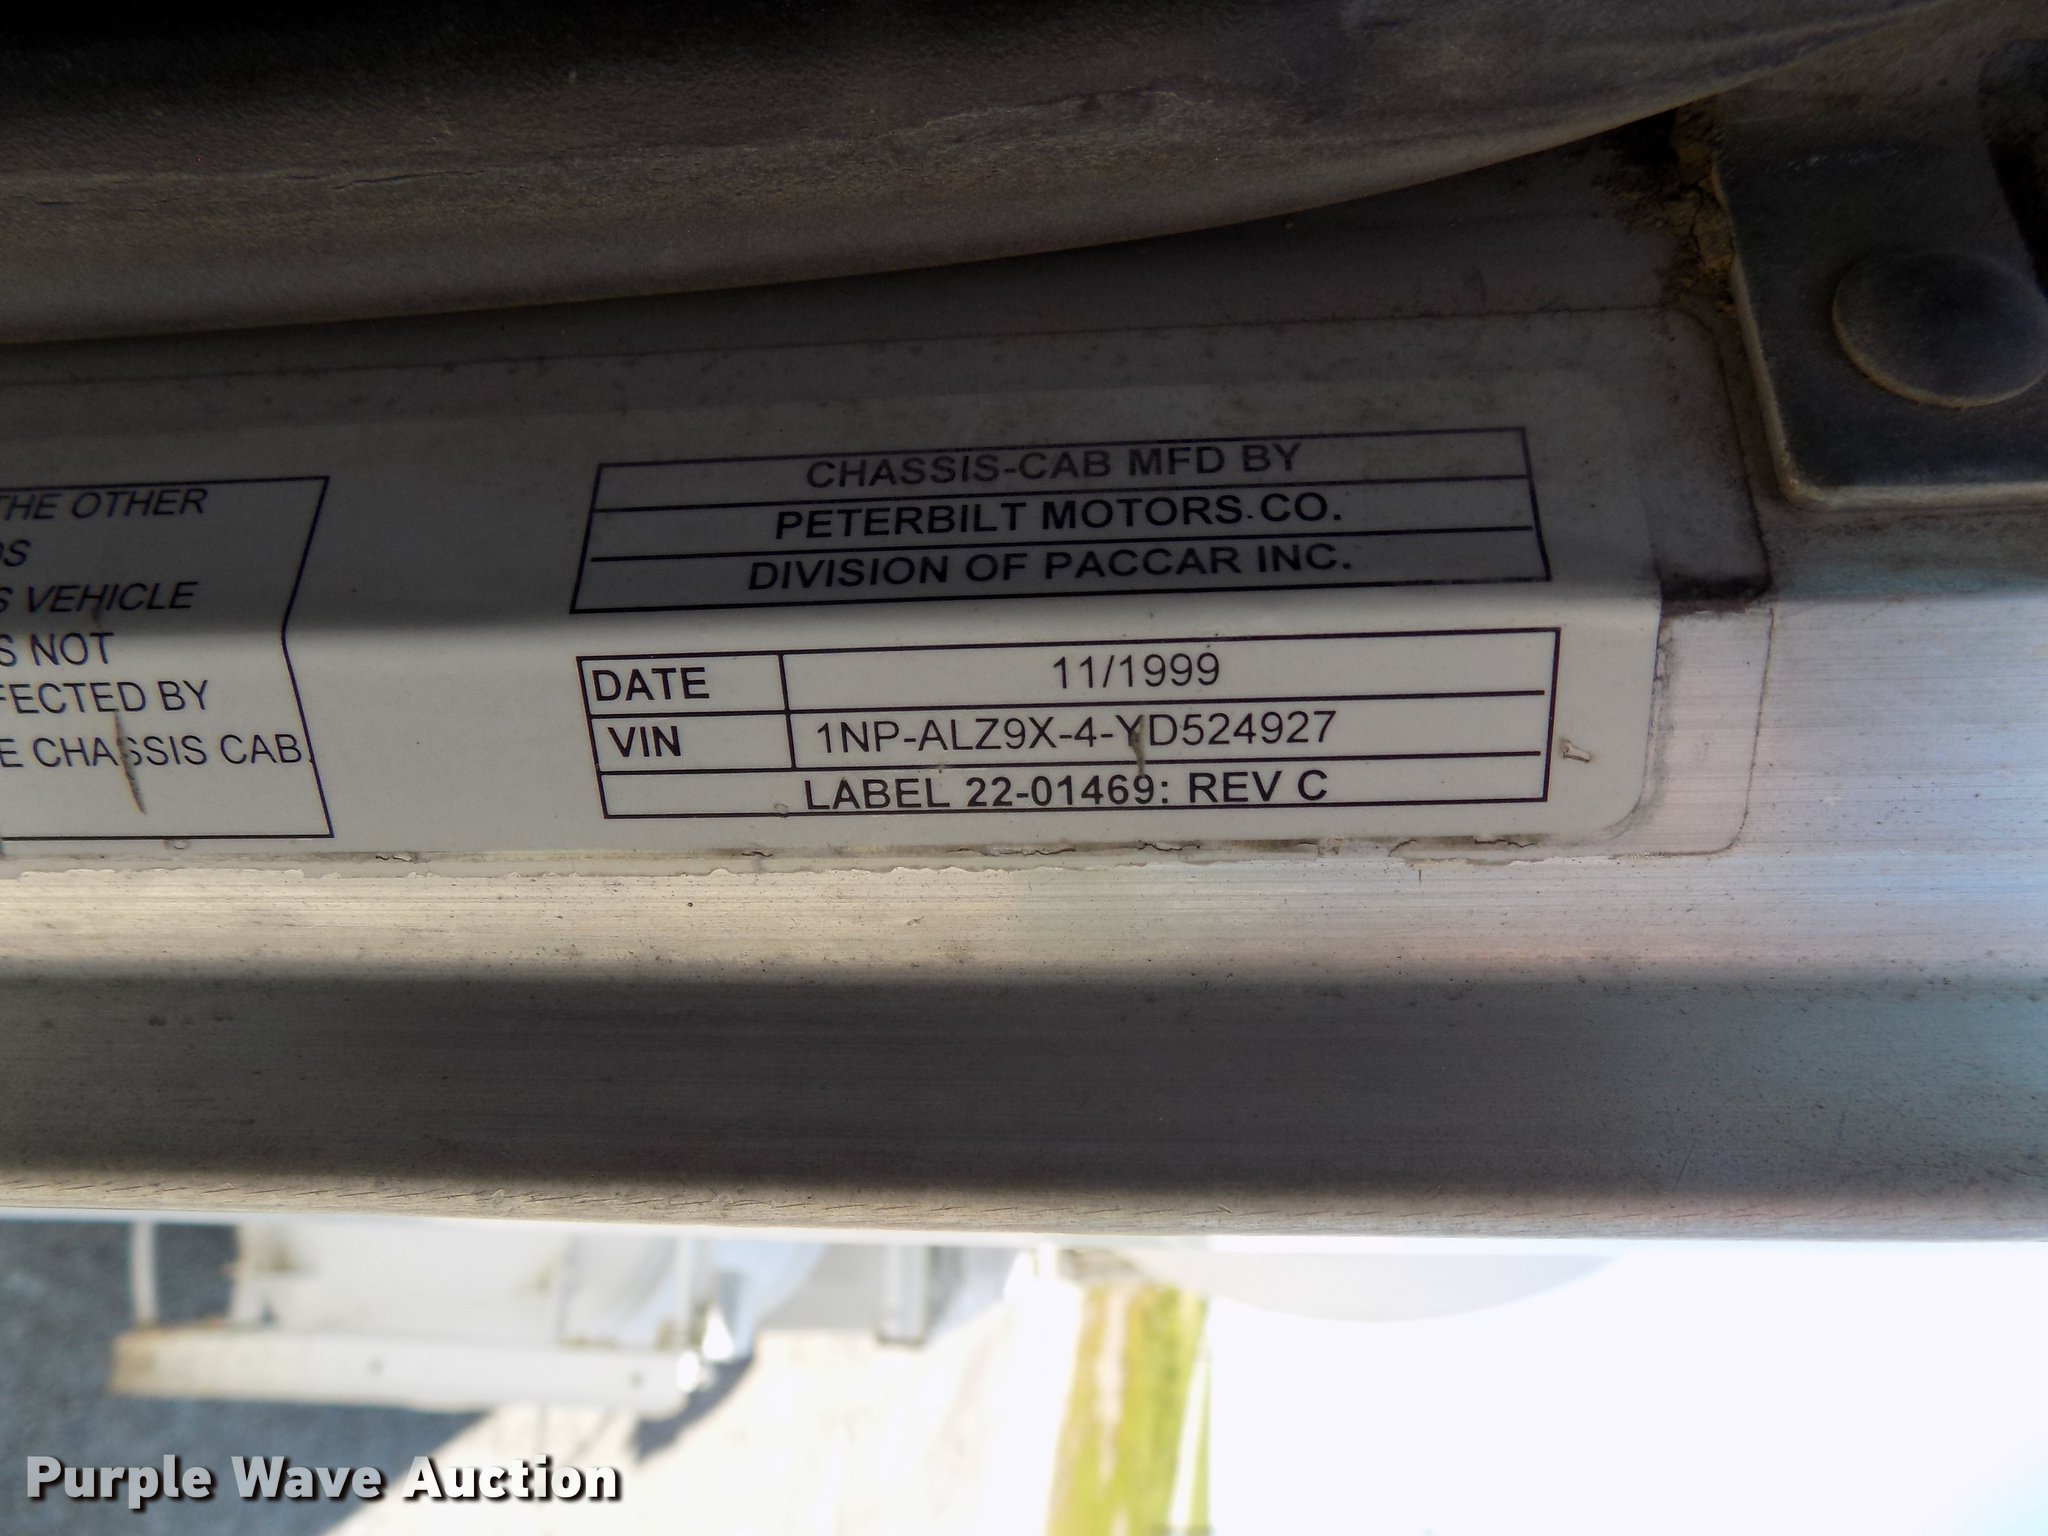 THE OTHER
VEHICLE
NOT
BY
CHASSIS CAB.
CHASSIS-CAB MFD BY
PETERBILT MOTORS CO.
DIVISION OF PACCAR INC.
DATE 11/1999
VIN 1NP-ALZ9X-4-YD524927
LABEL 22-01469: REV C
Purple Wave Auction